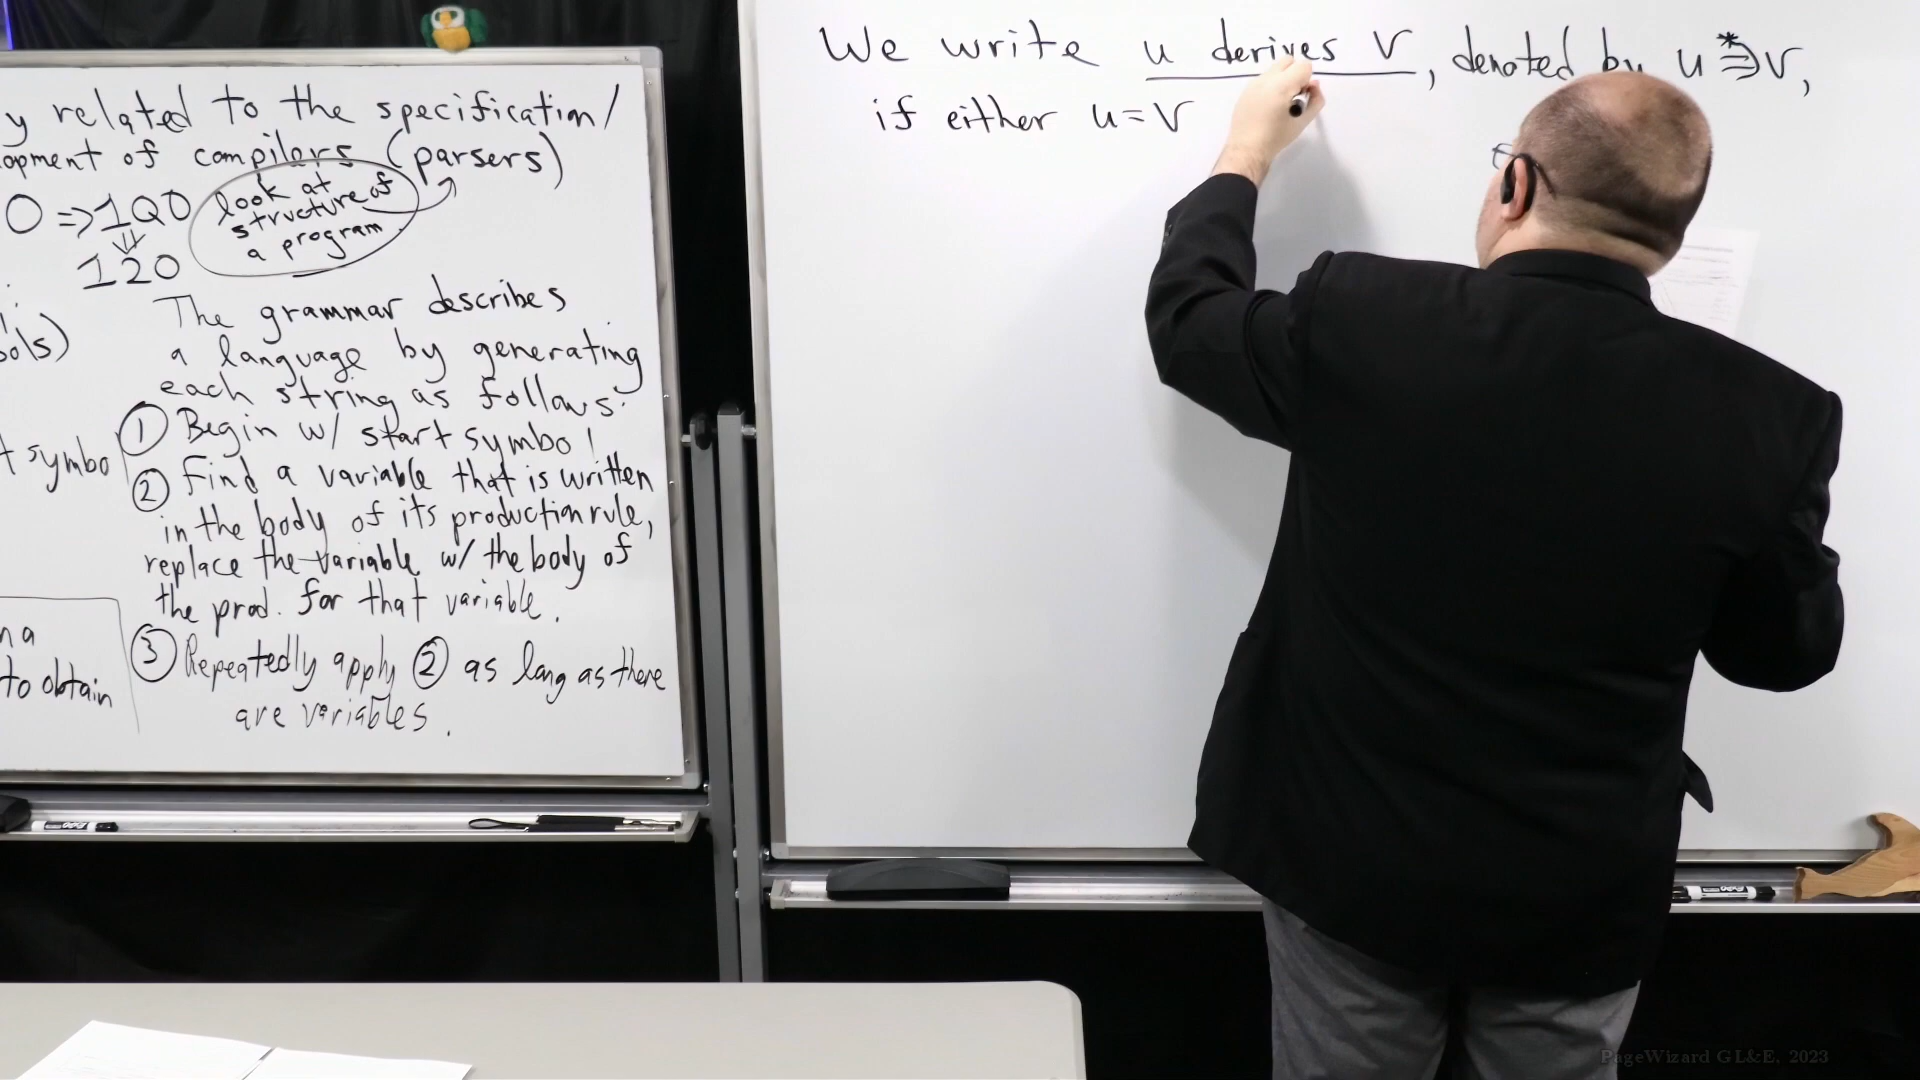 y related to the specification/
opment of compilers (parsers)
0 => 1Q0
120
look at
structure of
a program
ols)
The grammar describes
a language by generating
each string as follows:
① Begin w/ start symbol
t symbo
② Find a variable that is written
in the body of its production rule,
replace the variable w/ the body of
the prod. for that variable.
n a
to obtain
③ Repeatedly apply ② as long as there
are variables.
We write u derives v, denoted by u *⇒ v,
if either u = v
PageWizard GL&E, 2023